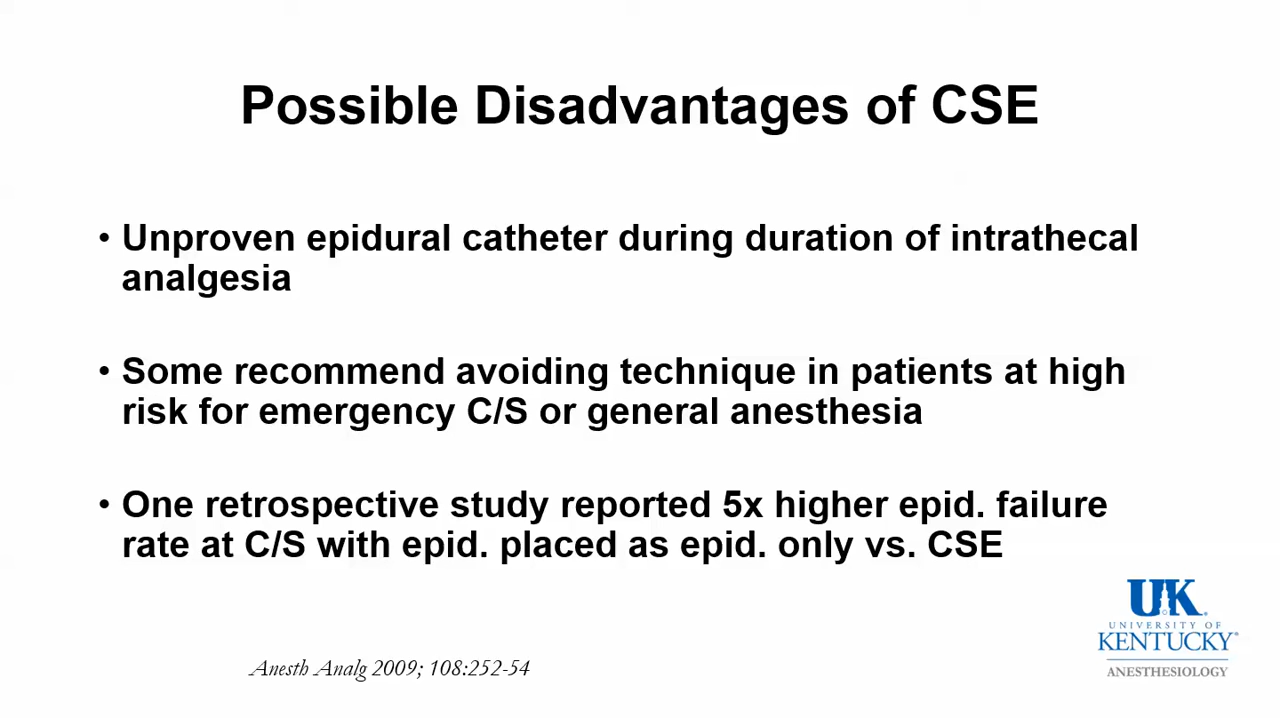 Possible Disadvantages of CSE
• Unproven epidural catheter during duration of intrathecal
analgesia
• Some recommend avoiding technique in patients at high
risk for emergency C/S or general anesthesia
• One retrospective study reported 5x higher epid. failure
rate at C/S with epid. placed as epid. only vs. CSE
UK
UNIVERSITY OF
KENTUCKY®
ANESTHESIOLOGY
Anesth Analg 2009; 108:252-54